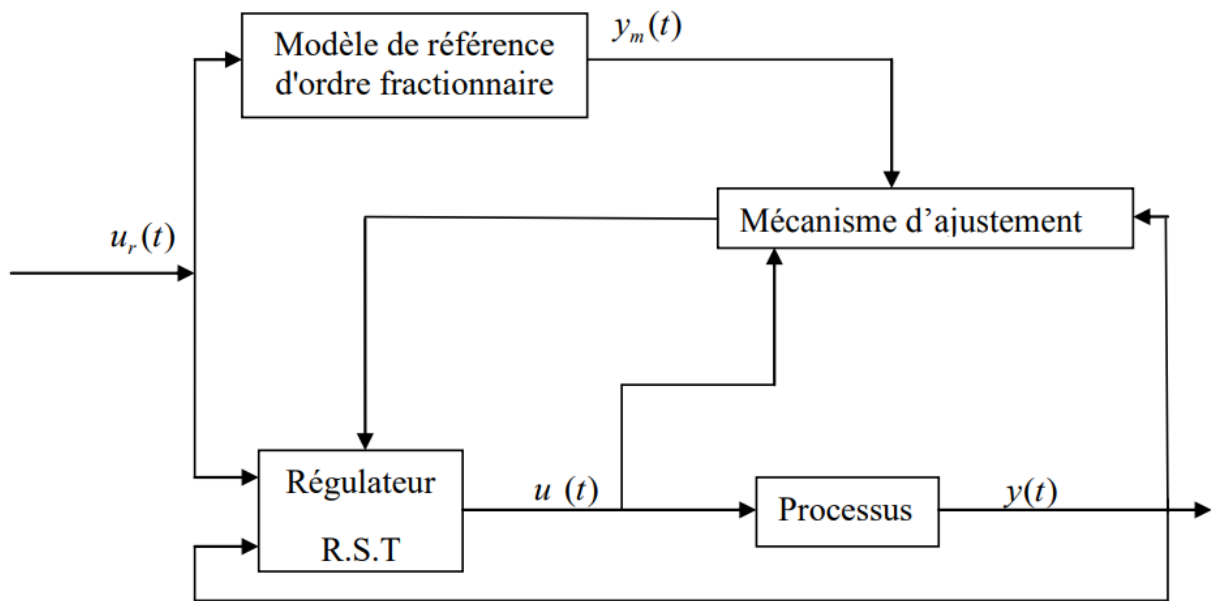 Modèle de référence
d'ordre fractionnaire
y_m(t)
Mécanisme d'ajustement
u_r(t)
Régulateur
R.S.T
u (t)
Processus
y(t)